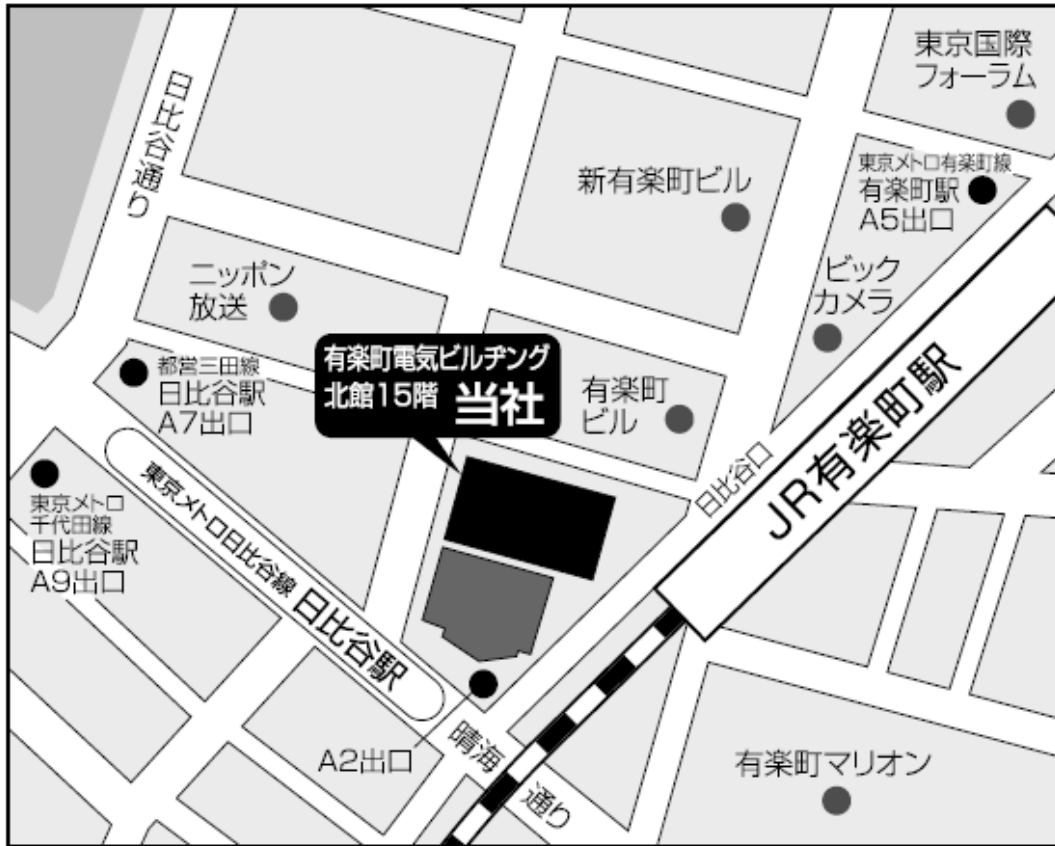 東京国際
フォーラム
日比谷通り
東京メトロ有楽町線
有楽町駅
A5出口
新有楽町ビル
ビック
カメラ
ニッポン
放送
有楽町電気ビルヂング
北館15階 当社
都営三田線
日比谷駅
A7出口
有楽町
ビル
JR有楽町駅
日比谷口
東京メトロ
千代田線
日比谷駅
A9出口
東京メトロ日比谷線 日比谷駅
A2出口
晴海通り
有楽町マリオン